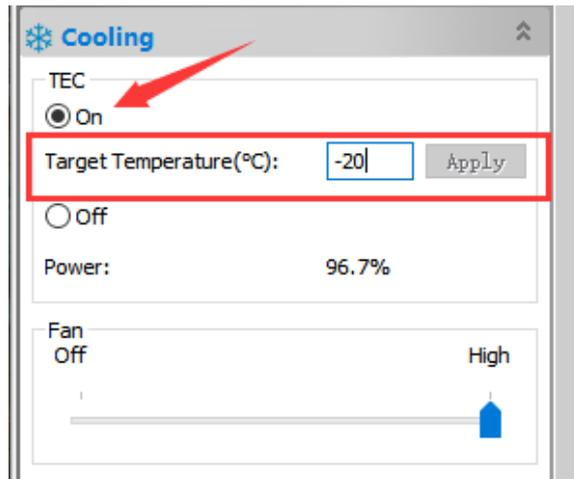 Cooling
TEC
On
Target Temperature(°C): -20 Apply
Off
Power: 96.7%
Fan
Off High